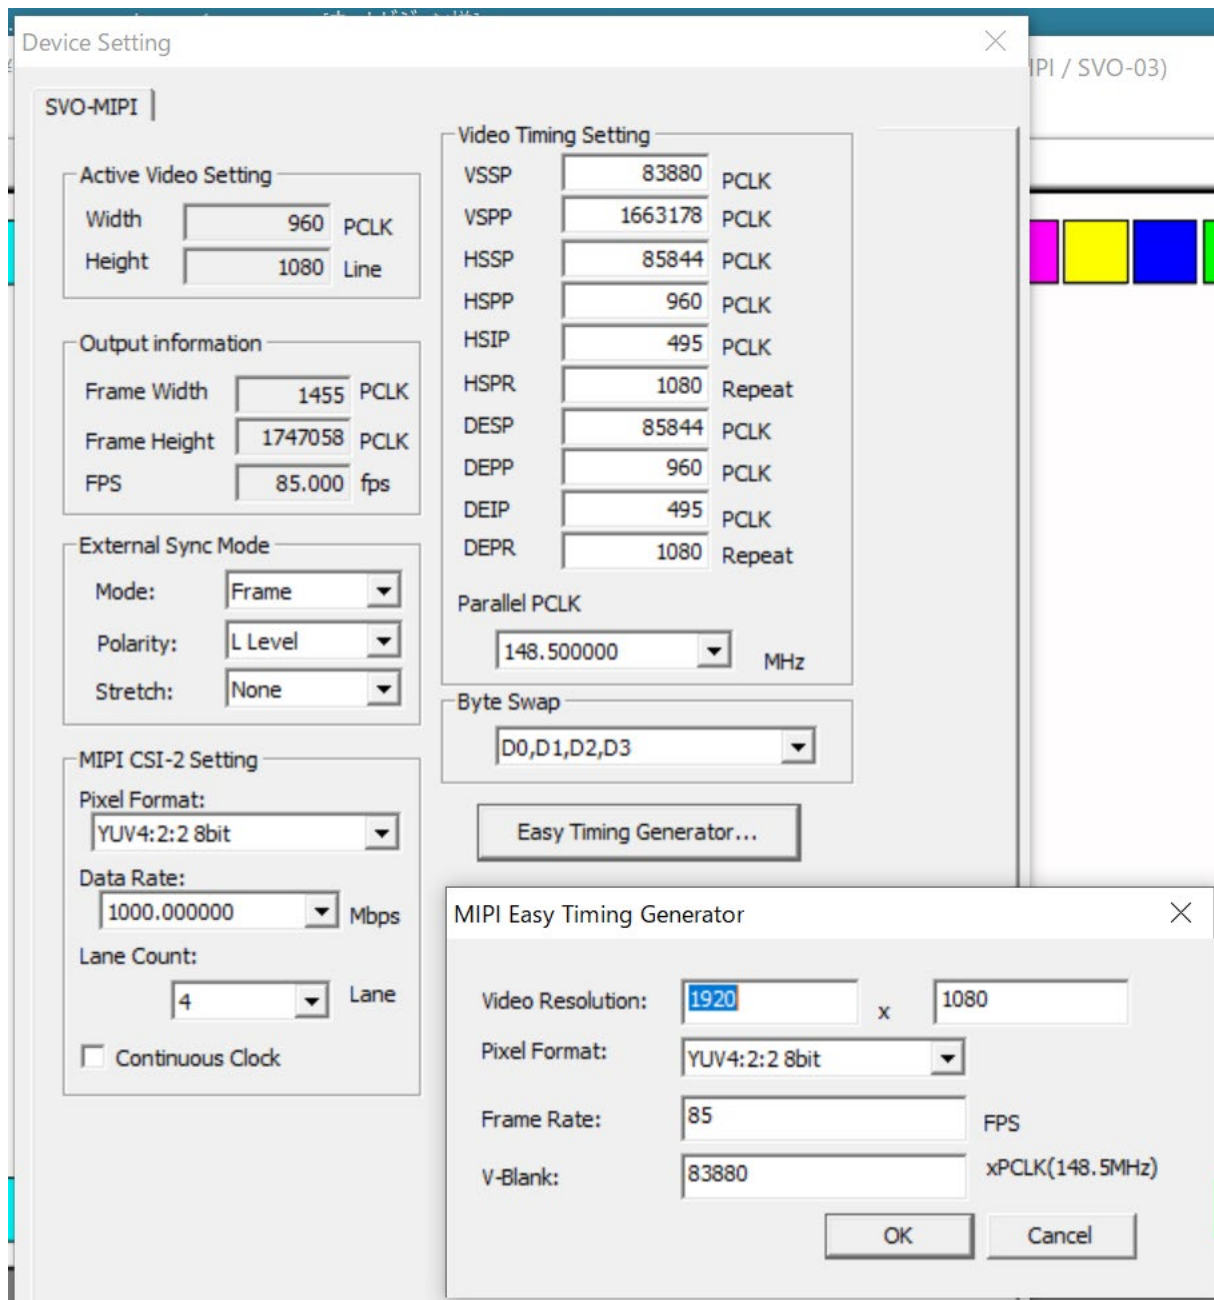 Device Setting
IPI / SVO-03)
SVO-MIPI
Active Video Setting
Width 960 PCLK
Height 1080 Line
Output information
Frame Width 1455 PCLK
Frame Height 1747058 PCLK
FPS 85.000 fps
External Sync Mode
Mode: Frame
Polarity: L Level
Stretch: None
MIPI CSI-2 Setting
Pixel Format:
YUV4:2:2 8bit
Data Rate:
1000.000000 Mbps
Lane Count:
4 Lane
Continuous Clock
Video Timing Setting
VSSP 83880 PCLK
VSPP 1663178 PCLK
HSSP 85844 PCLK
HSPP 960 PCLK
HSIP 495 PCLK
HSPR 1080 Repeat
DESP 85844 PCLK
DEPP 960 PCLK
DEIP 495 PCLK
DEPR 1080 Repeat
Parallel PCLK
148.500000 MHz
Byte Swap
D0,D1,D2,D3
Easy Timing Generator...
MIPI Easy Timing Generator
Video Resolution: 1920 x 1080
Pixel Format: YUV4:2:2 8bit
Frame Rate: 85 FPS
V-Blank: 83880 xPCLK(148.5MHz)
OK Cancel